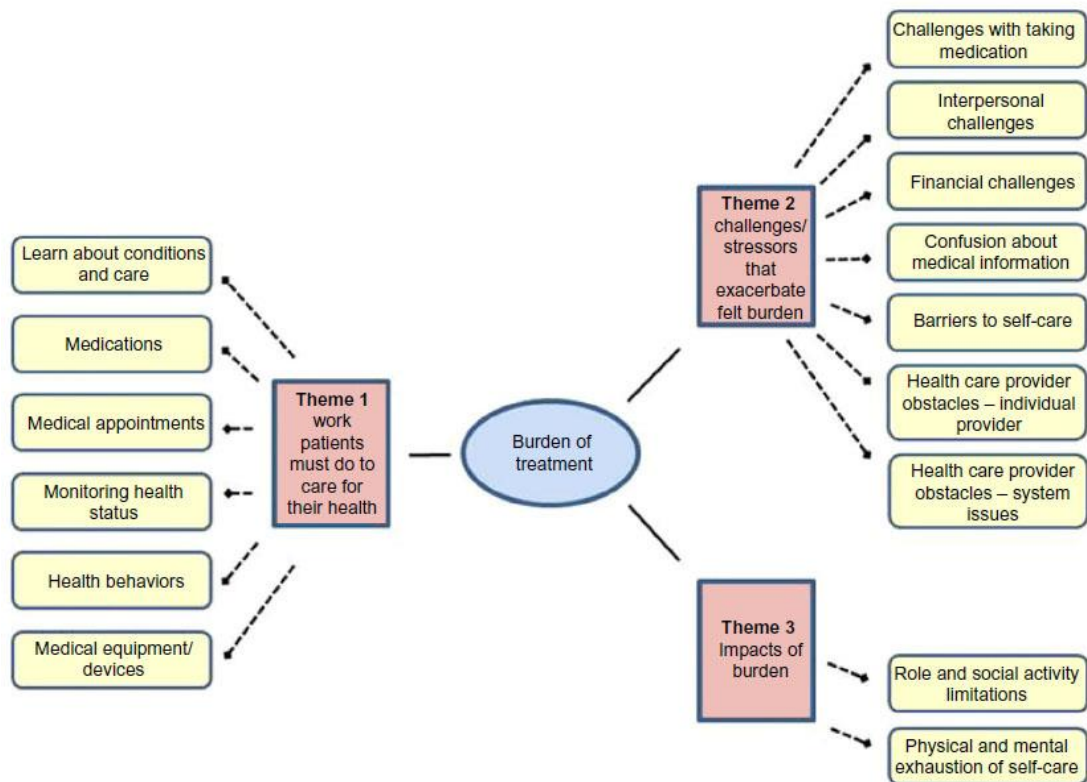 Learn about conditions
and care
Medications
Medical appointments
Monitoring health
status
Health behaviors
Medical equipment/
devices
Theme 1
work
patients
must do to
care for
their health
Burden of
treatment
Theme 2
challenges/
stressors
that
exacerbate
felt burden
Challenges with taking
medication
Interpersonal
challenges
Financial challenges
Confusion about
medical information
Barriers to self-care
Health care provider
obstacles – individual
provider
Health care provider
obstacles – system
issues
Theme 3
Impacts of
burden
Role and social activity
limitations
Physical and mental
exhaustion of self-care